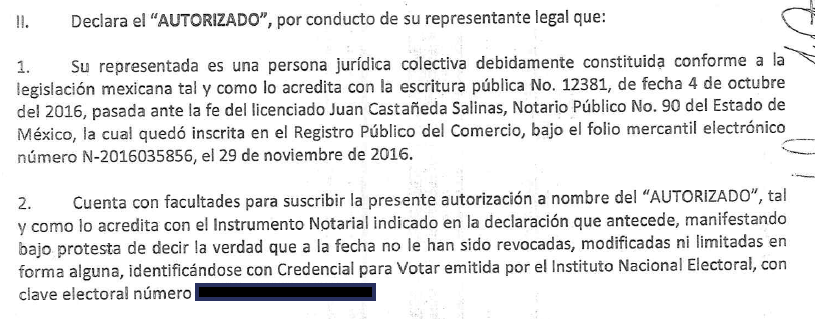 II. Declara el “AUTORIZADO”, por conducto de su representante legal que:
1. Su representada es una persona jurídica colectiva debidamente constituida conforme a la
legislación mexicana tal y como lo acredita con la escritura pública No. 12381, de fecha 4 de octubre
del 2016, pasada ante la fe del licenciado Juan Castañeda Salinas, Notario Público No. 90 del Estado de
México, la cual quedó inscrita en el Registro Público del Comercio, bajo el folio mercantil electrónico
número N-2016035856, el 29 de noviembre de 2016.
2. Cuenta con facultades para suscribir la presente autorización a nombre del “AUTORIZADO”, tal
y como lo acredita con el Instrumento Notarial indicado en la declaración que antecede, manifestando
bajo protesta de decir la verdad que a la fecha no le han sido revocadas, modificadas ni limitadas en
forma alguna, identificándose con Credencial para Votar emitida por el Instituto Nacional Electoral, con
clave electoral número